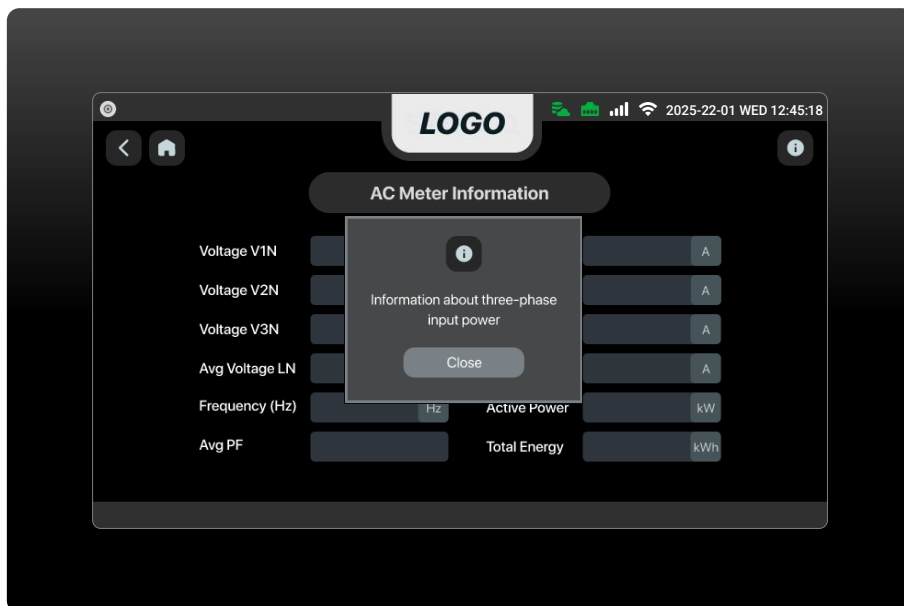 LOGO
2025-22-01 WED 12:45:18
AC Meter Information
Voltage V1N
A
Voltage V2N
A
Voltage V3N
A
Avg Voltage LN
A
Information about three-phase
input power
Close
Frequency (Hz)
Hz
Active Power
kW
Avg PF
Total Energy
kWh